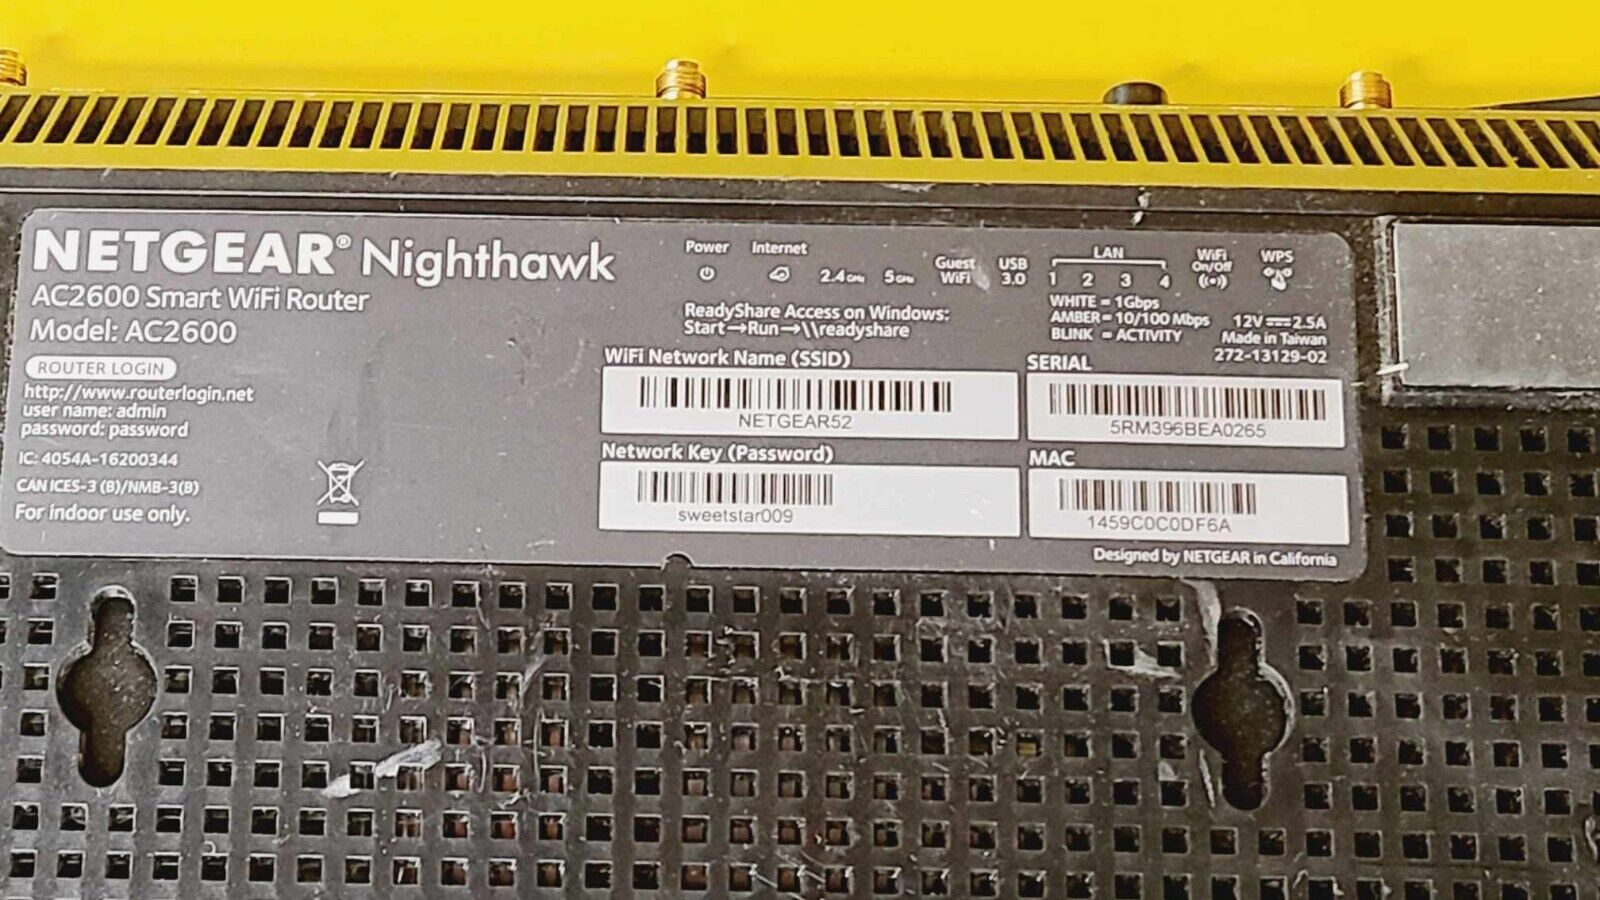 NETGEAR® Nighthawk
AC2600 Smart WiFi Router
Model: AC2600
ROUTER LOGIN
http://www.routerlogin.net
user name: admin
password: password
IC: 4054A-16200344
CAN ICES-3 (B)/NMB-3(B)
For indoor use only.
Power Internet
2.4 GHz 5 GHz
Guest WiFi
USB 3.0
LAN
1 2 3 4
WiFi On/Off
WPS
ReadyShare Access on Windows:
Start→Run→\\readyshare
WHITE = 1Gbps
AMBER = 10/100 Mbps
BLINK = ACTIVITY
12V⎓2.5A
Made in Taiwan
272-13129-02
WiFi Network Name (SSID)
NETGEAR52
SERIAL
5RM396BEA0265
Network Key (Password)
sweetstar009
MAC
1459C0C0DF6A
Designed by NETGEAR in California